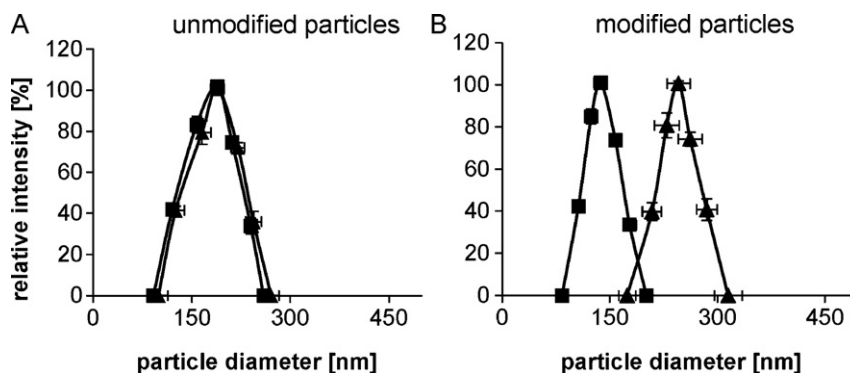 A unmodified particles
B modified particles
relative intensity [%]
120
100
80
60
40
20
0
0 150 300 450
particle diameter [nm]
120
100
80
60
40
20
0
0 150 300 450
particle diameter [nm]